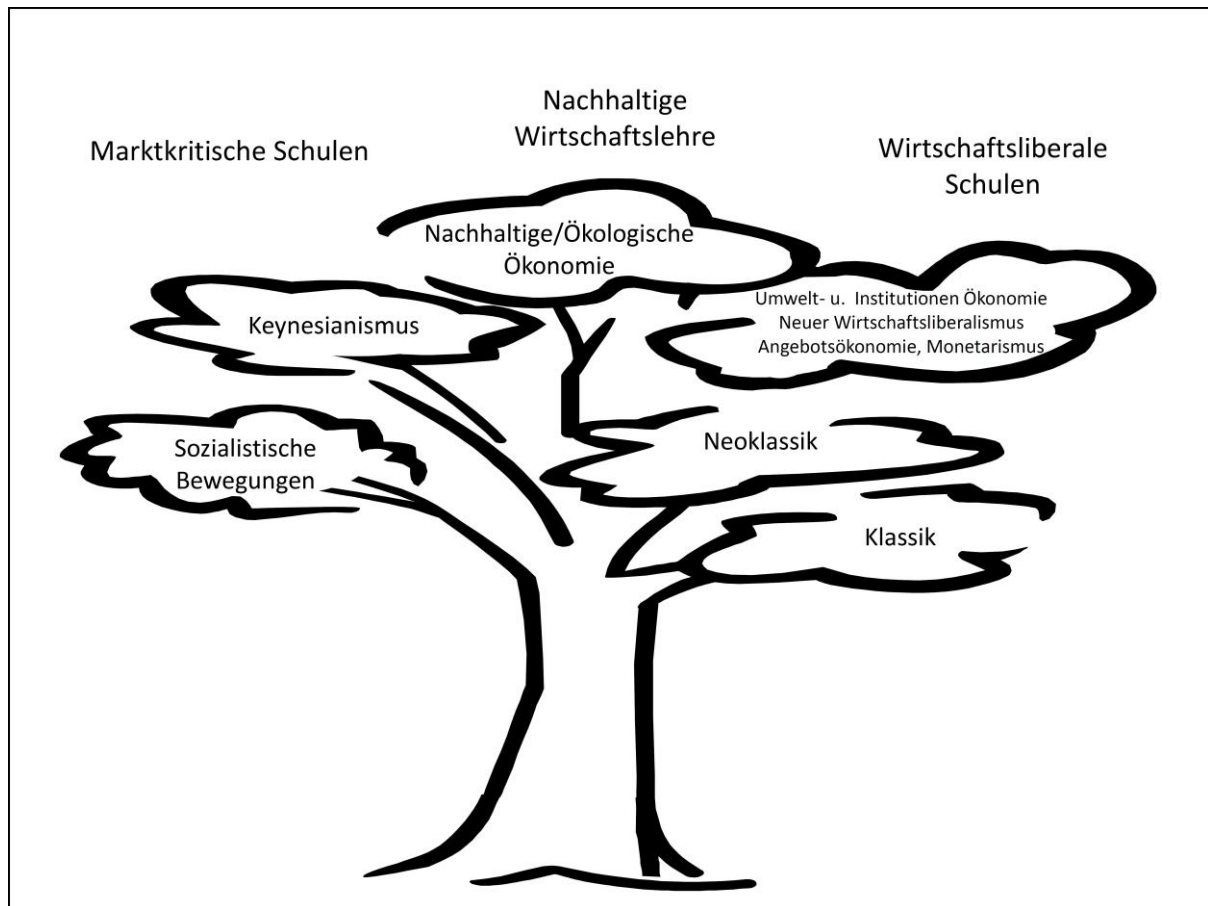 Marktkritische Schulen
Nachhaltige
Wirtschaftslehre
Wirtschaftsliberale
Schulen
Nachhaltige/Ökologische
Ökonomie
Keynesianismus
Umwelt- u. Institutionen Ökonomie
Neuer Wirtschaftsliberalismus
Angebotsökonomie, Monetarismus
Sozialistische
Bewegungen
Neoklassik
Klassik